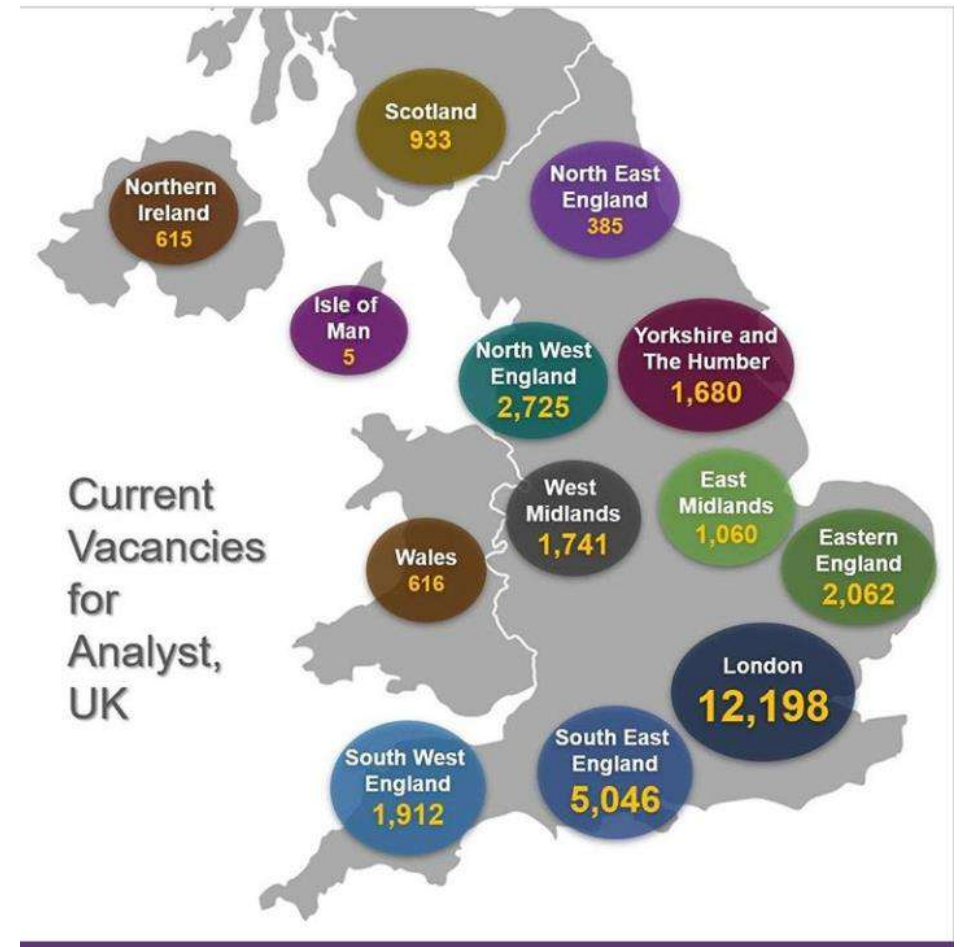 Scotland
933
North East
England
385
Northern
Ireland
615
Isle of
Man
5
North West
England
2,725
Yorkshire and
The Humber
1,680
Current
Vacancies
for
Analyst,
UK
West
Midlands
1,741
East
Midlands
1,060
Eastern
England
2,062
Wales
616
London
12,198
South East
England
5,046
South West
England
1,912